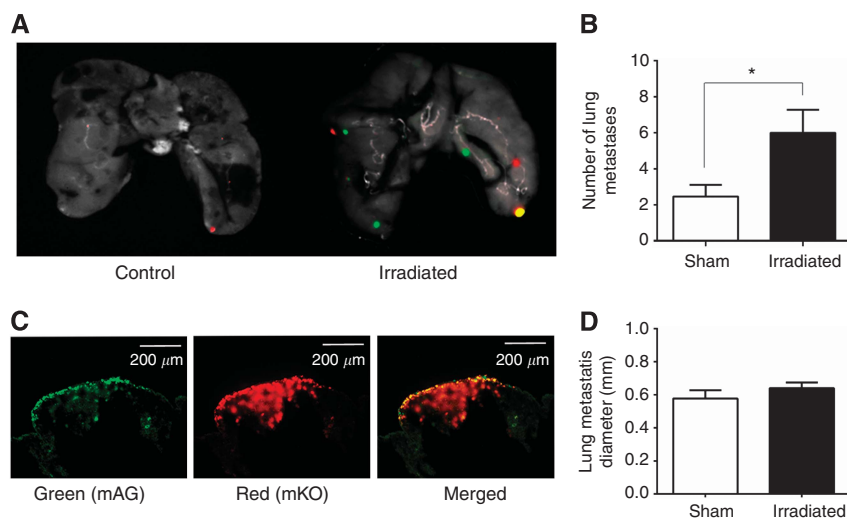 A
Control
Irradiated
B
Number of lung
metastases
10
8
6
4
2
0
*
Sham
Irradiated
C
200 μm
200 μm
200 μm
Green (mAG)
Red (mKO)
Merged
D
Lung metastatis
diameter (mm)
1.0
0.8
0.6
0.4
0.2
0.0
Sham
Irradiated